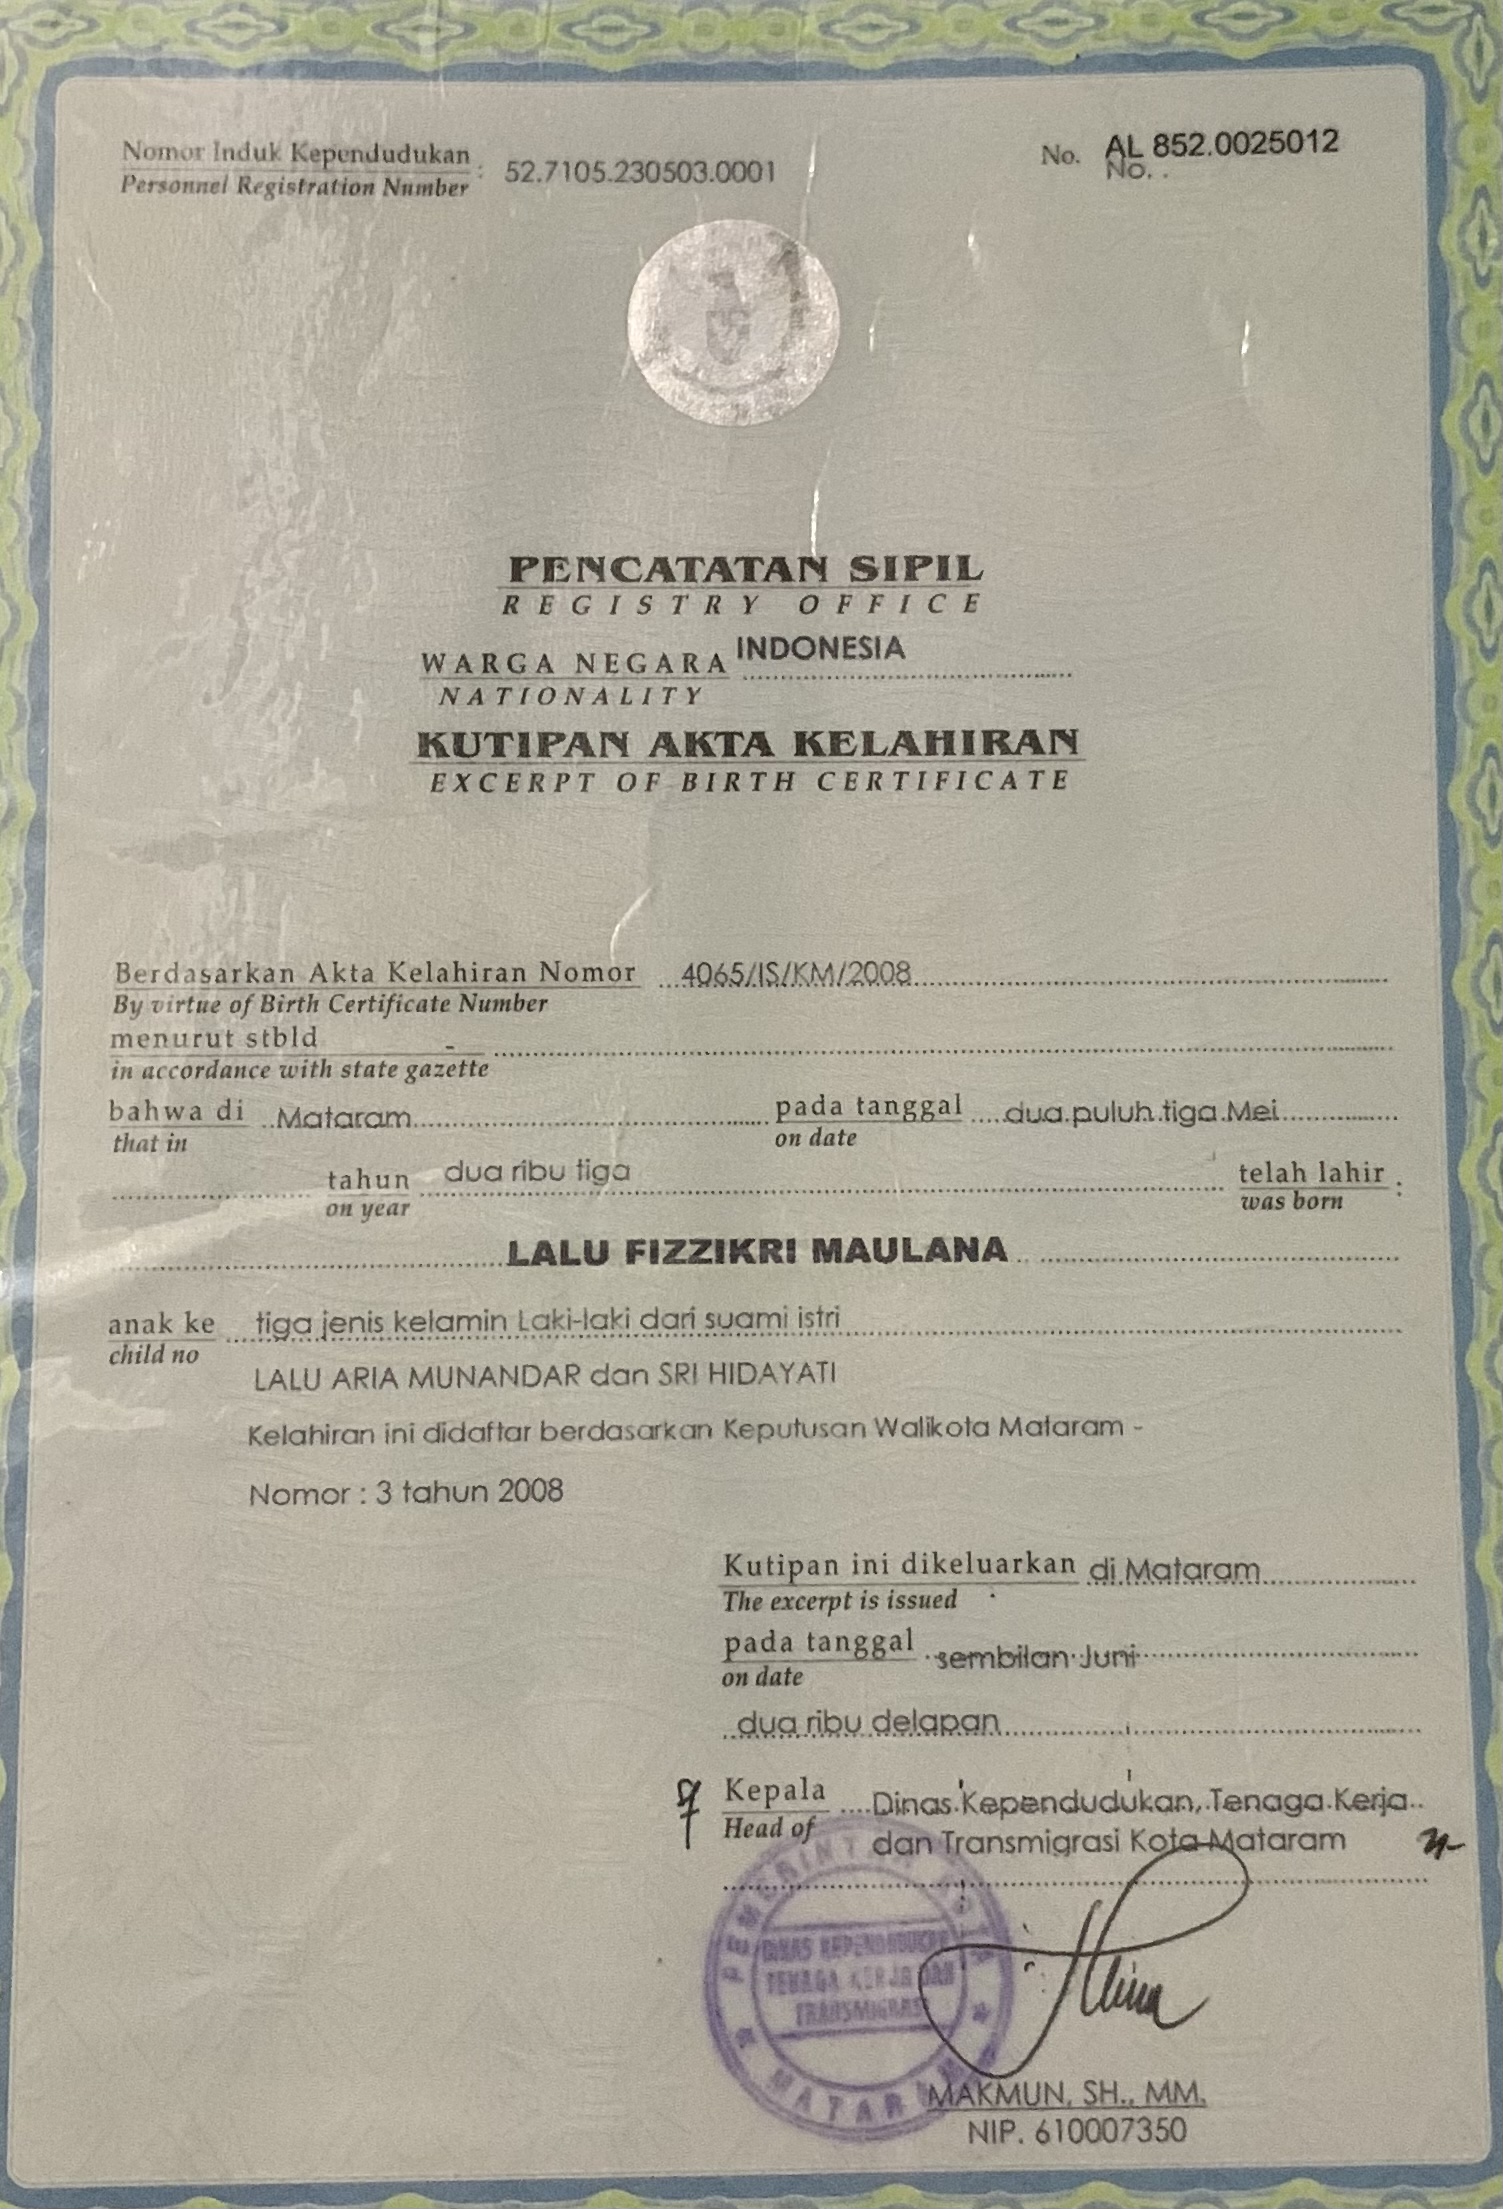 Nomor Induk Kependudukan : 52.7105.230503.0001
Personnel Registration Number
No. AL 852.0025012
No. .
PENCATATAN SIPIL
REGISTRY OFFICE
WARGA NEGARA INDONESIA
NATIONALITY
KUTIPAN AKTA KELAHIRAN
EXCERPT OF BIRTH CERTIFICATE
Berdasarkan Akta Kelahiran Nomor 4065/IS/KM/2008
By virtue of Birth Certificate Number
menurut stbld -
in accordance with state gazette
bahwa di Mataram pada tanggal dua puluh tiga Mei
that in on date
tahun dua ribu tiga telah lahir :
on year was born
LALU FIZZIKRI MAULANA
anak ke tiga jenis kelamin Laki-laki dari suami istri
child no
LALU ARIA MUNANDAR dan SRI HIDAYATI
Kelahiran ini didaftar berdasarkan Keputusan Walikota Mataram -
Nomor : 3 tahun 2008
Kutipan ini dikeluarkan di Mataram
The excerpt is issued
pada tanggal sembilan Juni
on date
dua ribu delapan
Kepala Dinas Kependudukan, Tenaga Kerja
Head of
dan Transmigrasi Kota Mataram
PEMERINTAH KOTA
DINAS KEPENDUDUKAN
TENAGA KERJA DAN
TRANSMIGRASI
MATARAM
MAKMUN, SH., MM.
NIP. 610007350